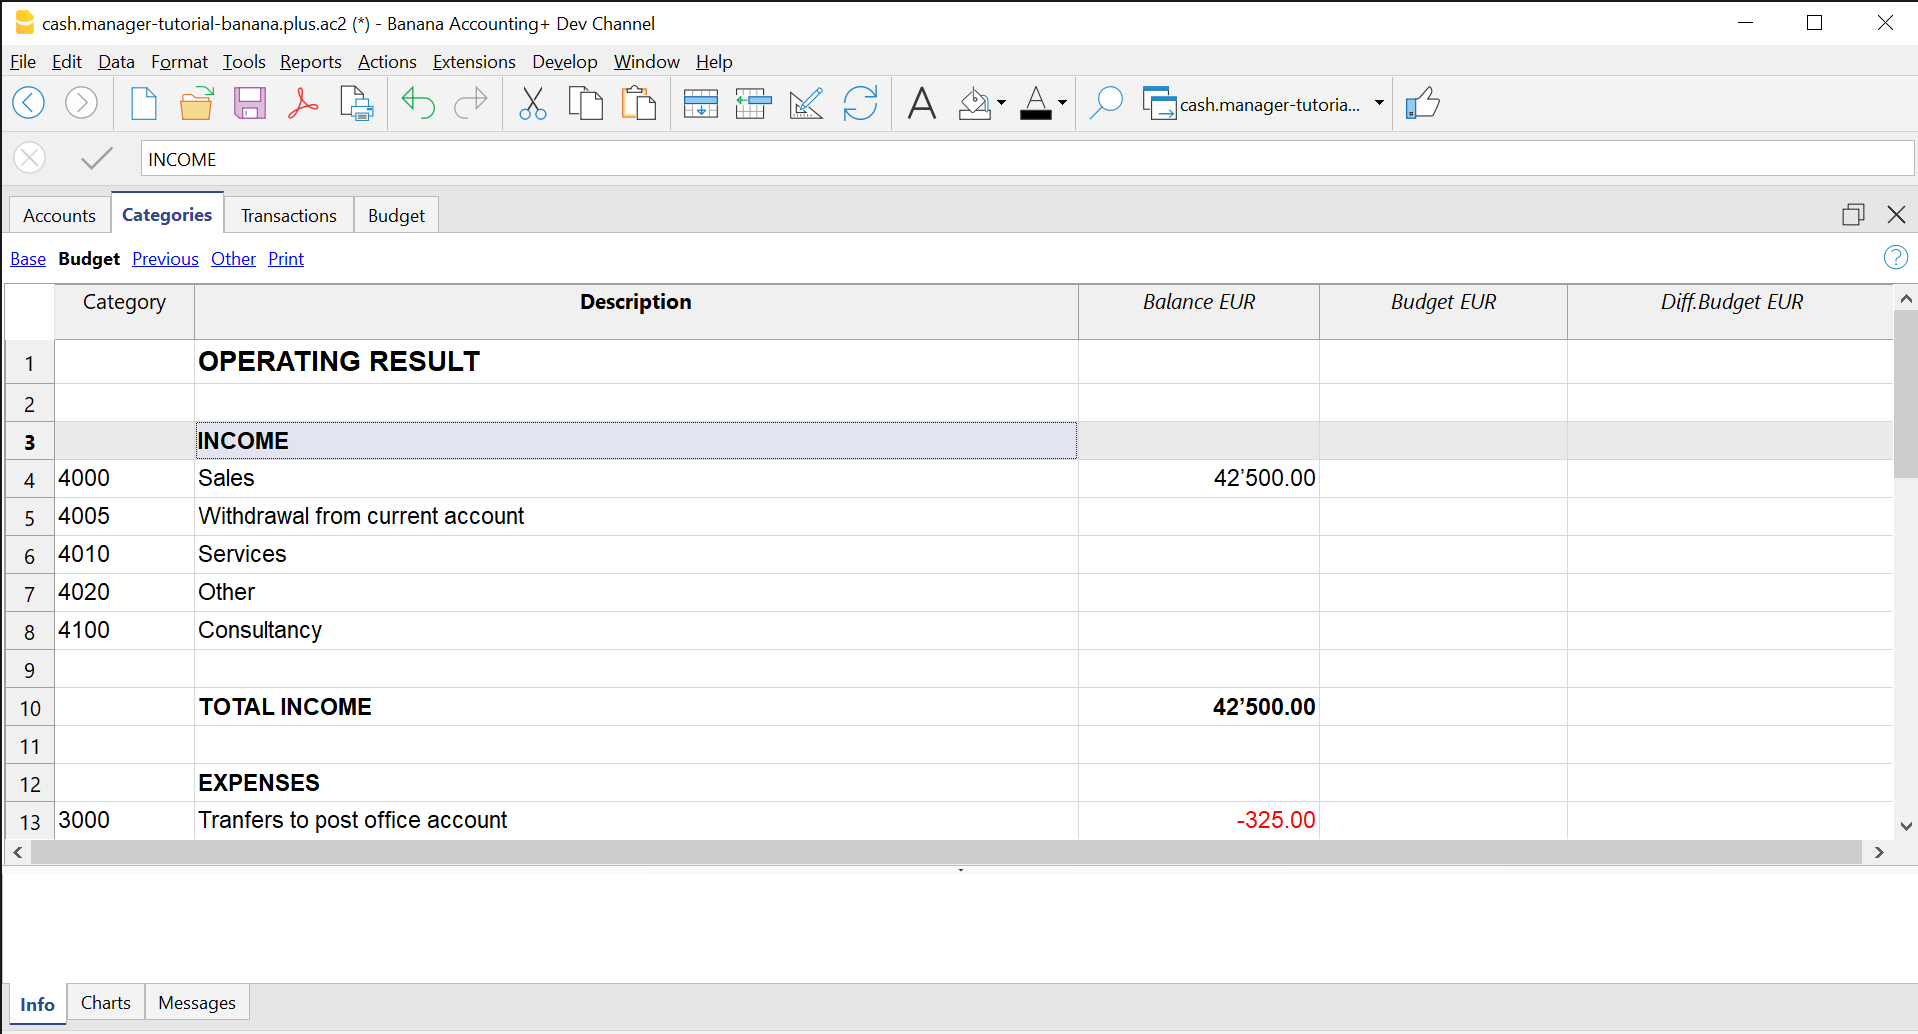 cash.manager-tutorial-banana.plus.ac2 (*) - Banana Accounting+ Dev Channel
File Edit Data Format Tools Reports Actions Extensions Develop Window Help
cash.manager-tutoria...
INCOME
Accounts Categories Transactions Budget
Base Budget Previous Other Print
Category Description Balance EUR Budget EUR Diff.Budget EUR
1 OPERATING RESULT
2
3 INCOME
4 4000 Sales 42’500.00
5 4005 Withdrawal from current account
6 4010 Services
7 4020 Other
8 4100 Consultancy
9
10 TOTAL INCOME 42’500.00
11
12 EXPENSES
13 3000 Tranfers to post office account -325.00
Info Charts Messages